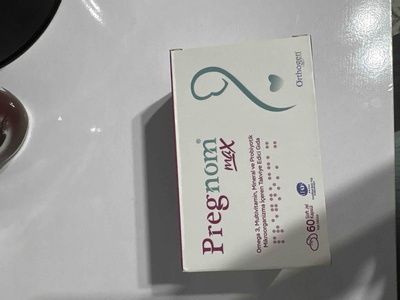 Orthogen
Pregnom®
max
Omega 3, Multivitamin, Mineral ve Probiyotik
Mikroorganizma İçeren Takviye Edici Gıda
60